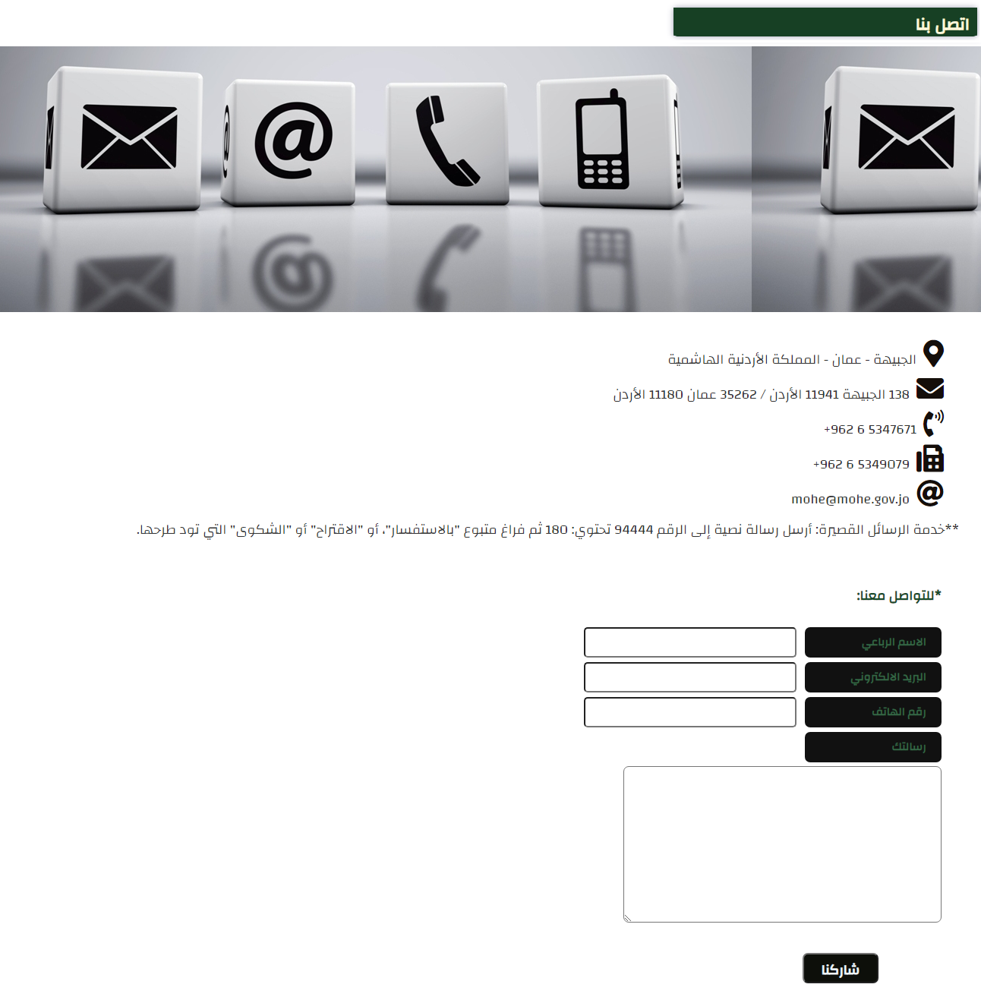 اتصل بنا
الجبيهة - عمان - المملكة الأردنية الهاشمية
138 الجبيهة 11941 الأردن / 35262 عمان 11180 الأردن
+962 6 5347671
+962 6 5349079
mohe@mohe.gov.jo
**خدمة الرسائل القصيرة: أرسل رسالة نصية إلى الرقم 94444 تحتوي: 180 ثم فراغ متبوع "بالاستفسار"، أو "الاقتراح" أو "الشكوى" التي تود طرحها.
*للتواصل معنا:
الاسم الرباعي
البريد الالكتروني
رقم الهاتف
رسالتك
شاركنا